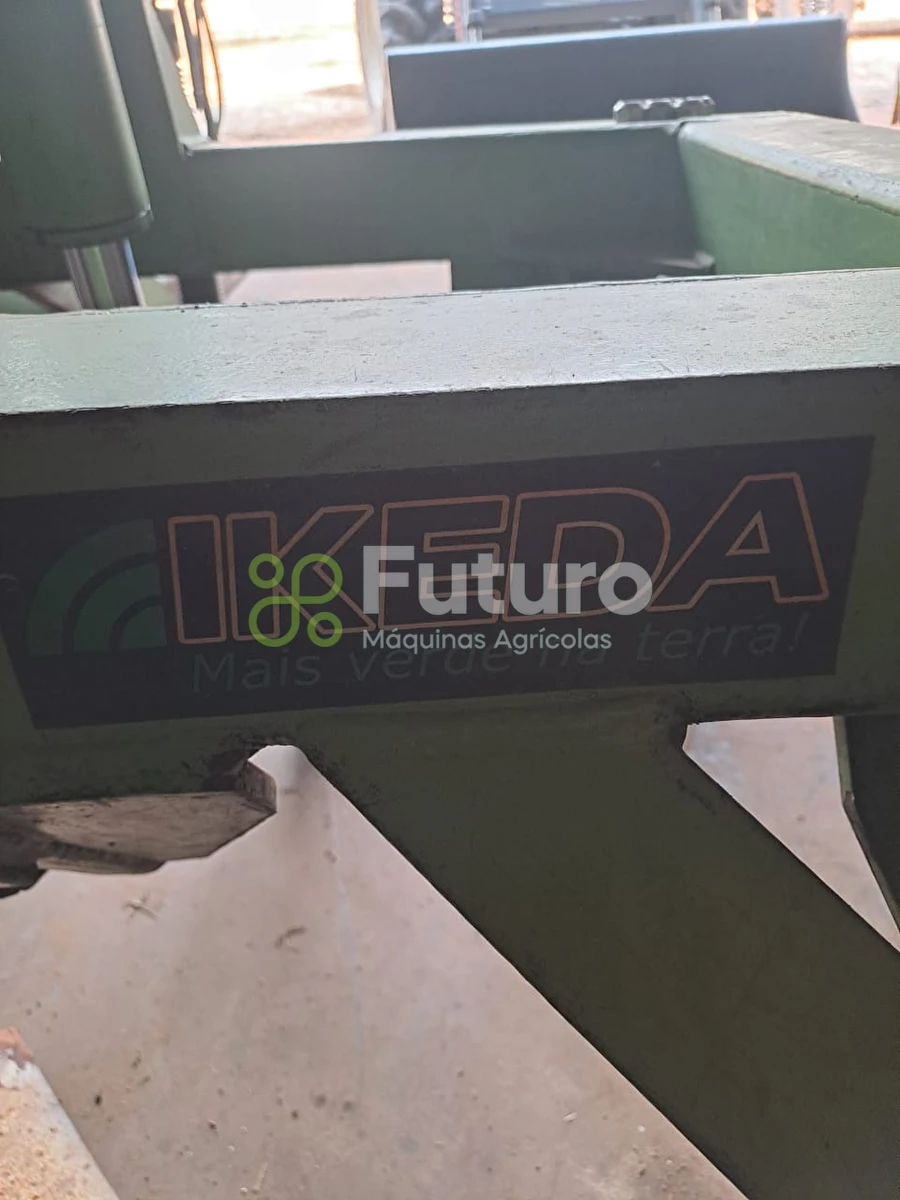 IKEDA
Futuro
Máquinas Agrícolas
Mais verde na terra!